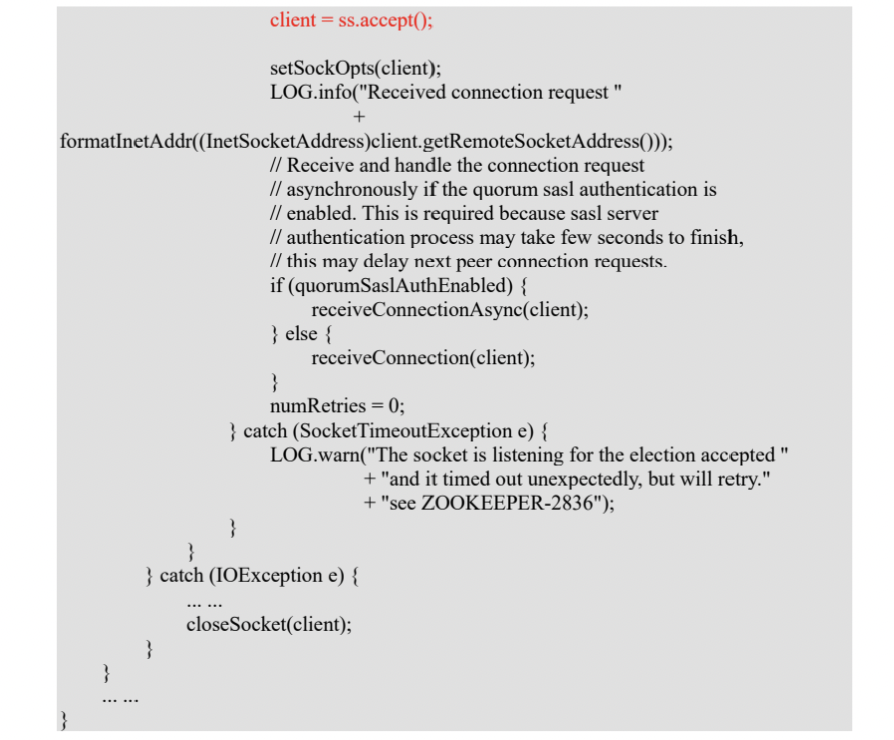 client = ss.accept();
setSockOpts(client);
LOG.info("Received connection request "
+
formatInetAddr((InetSocketAddress)client.getRemoteSocketAddress()));
// Receive and handle the connection request
// asynchronously if the quorum sasl authentication is
// enabled. This is required because sasl server
// authentication process may take few seconds to finish,
// this may delay next peer connection requests.
if (quorumSaslAuthEnabled) {
receiveConnectionAsync(client);
} else {
receiveConnection(client);
}
numRetries = 0;
} catch (SocketTimeoutException e) {
LOG.warn("The socket is listening for the election accepted "
+ "and it timed out unexpectedly, but will retry."
+ "see ZOOKEEPER-2836");
}
}
} catch (IOException e) {
... ...
closeSocket(client);
}
}
... ...
}